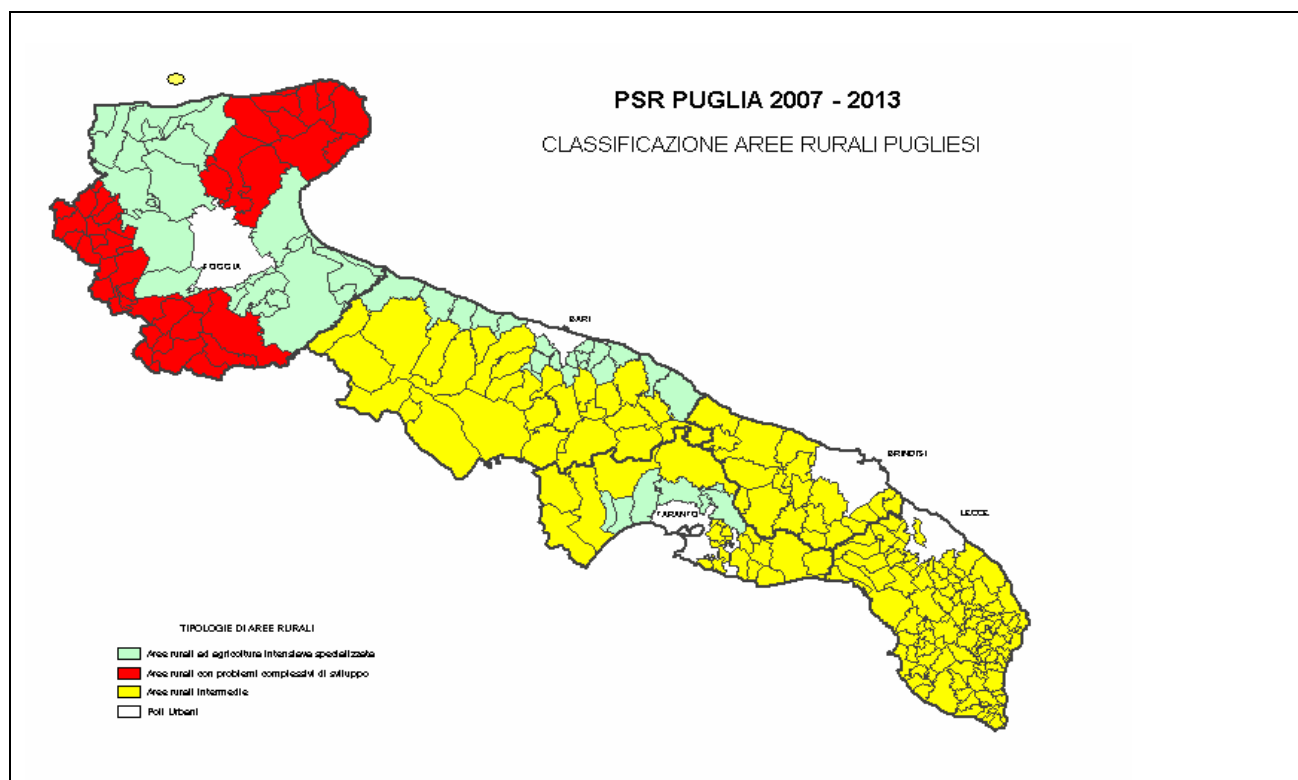 PSR PUGLIA 2007 - 2013
CLASSIFICAZIONE AREE RURALI PUGLIESI
FOGGIA
BARI
BRINDISI
TARANTO
LECCE
TIPOLOGIE DI AREE RURALI
Aree rurali ad agricoltura intensiava specializzata
Aree rurali con problemi complessivi di sviluppo
Aree rurali intermedie
Poli Urbani